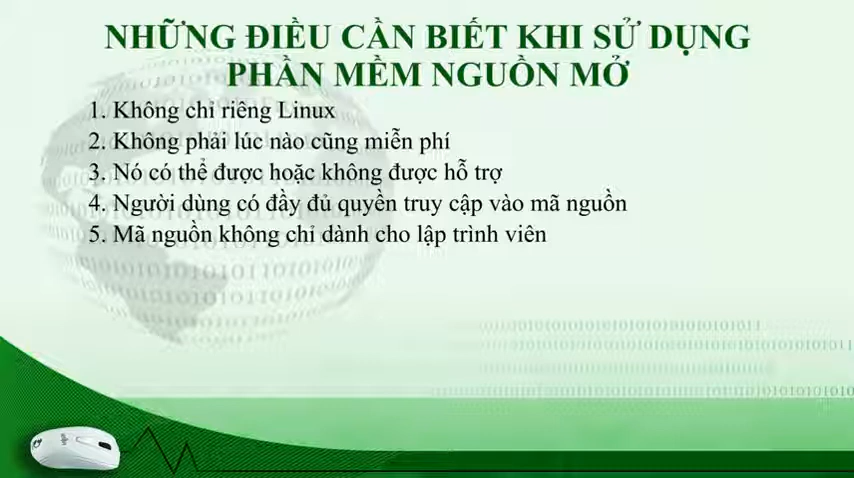 NHỮNG ĐIỀU CẦN BIẾT KHI SỬ DỤNG
PHẦN MỀM NGUỒN MỞ
1. Không chỉ riêng Linux
2. Không phải lúc nào cũng miễn phí
3. Nó có thể được hoặc không được hỗ trợ
4. Người dùng có đầy đủ quyền truy cập vào mã nguồn
5. Mã nguồn không chỉ dành cho lập trình viên